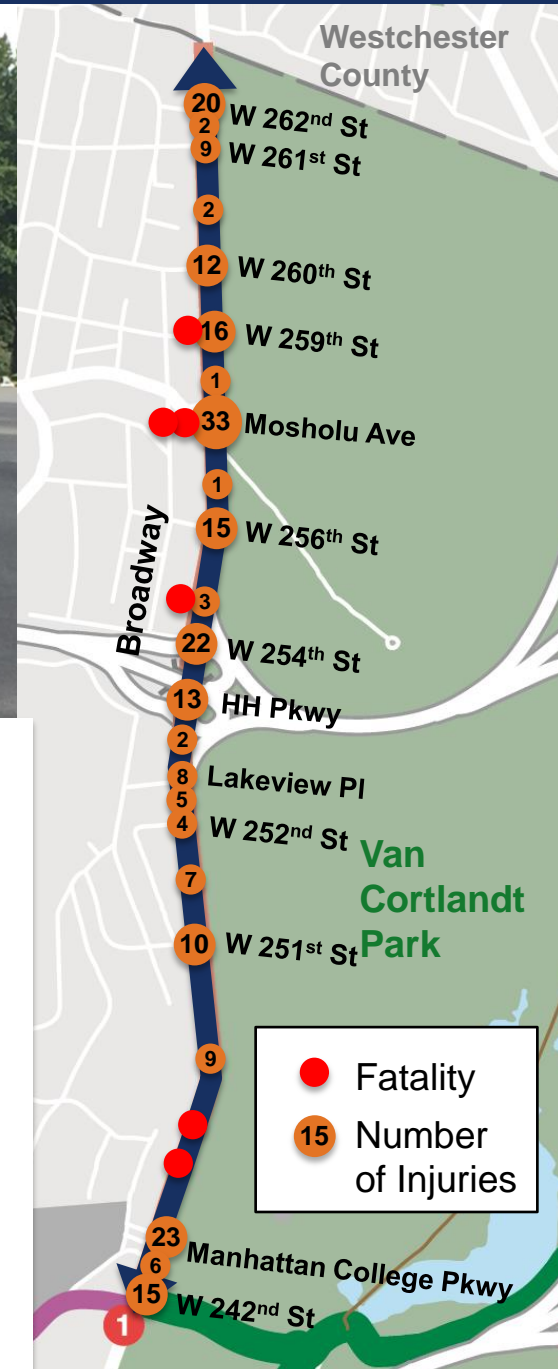 Westchester
County
20
W 262nd St
2
9
W 261st St
2
12
W 260th St
16
W 259th St
1
33
Mosholu Ave
1
15
W 256th St
Broadway
3
22
W 254th St
13
HH Pkwy
2
8
Lakeview Pl
5
4
W 252nd St
Van
Cortlandt
Park
7
10
W 251st St
9
Fatality
15
Number
of Injuries
23
Manhattan College Pkwy
6
15
W 242nd St
1